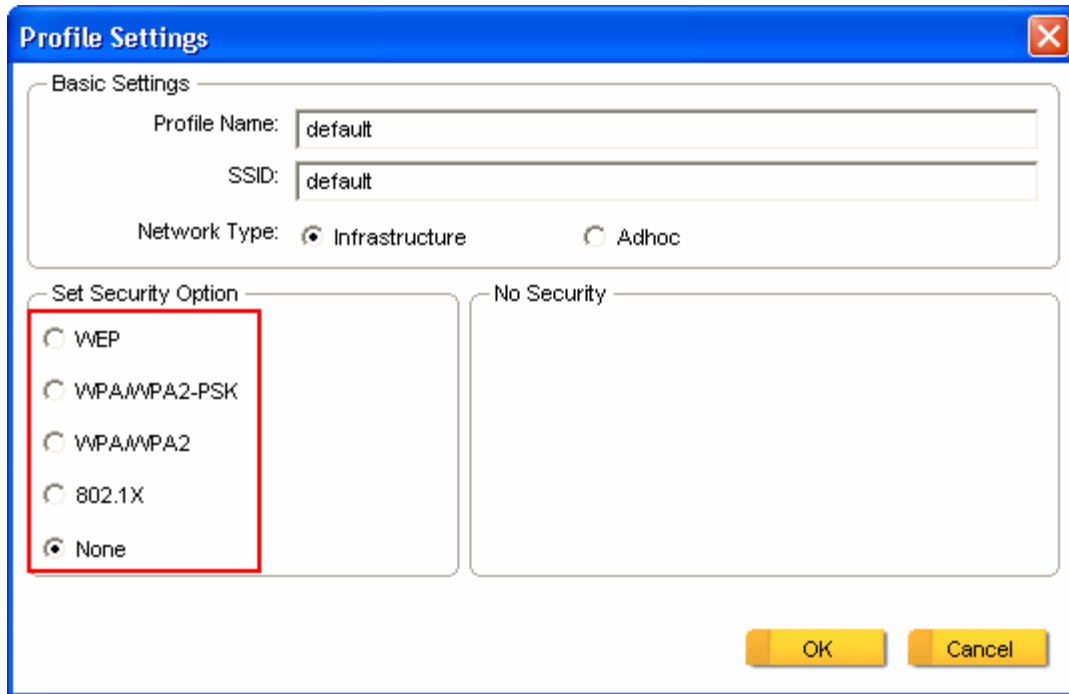 Profile Settings
Basic Settings
Profile Name: default
SSID: default
Network Type: Infrastructure Adhoc
Set Security Option
WEP
WPA/WPA2-PSK
WPA/WPA2
802.1X
None
No Security
OK Cancel